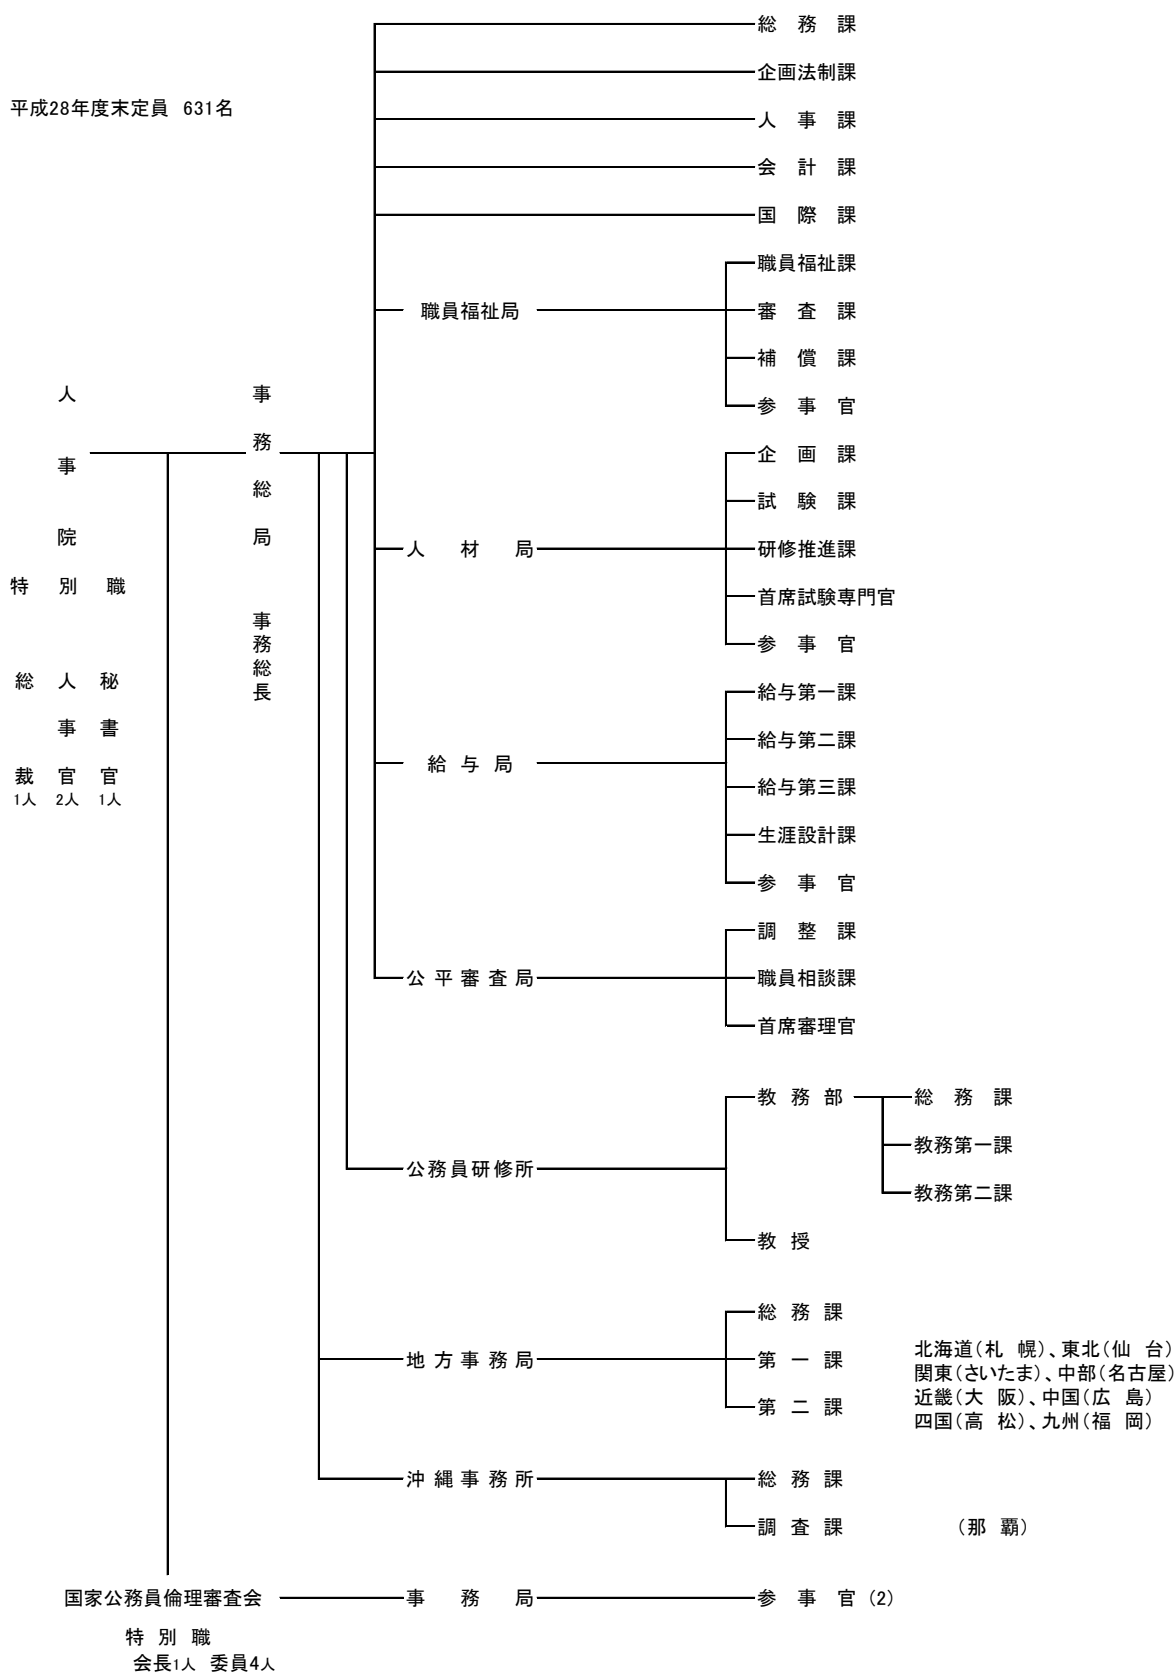 平成28年度末定員 631名
総務課
企画法制課
人事課
会計課
国際課
職員福祉局
職員福祉課
審査課
補償課
参事官
人事院
特別職
総裁 1人
人事官 2人
秘書官 1人
事務総局
事務総長
人材局
企画課
試験課
研修推進課
首席試験専門官
参事官
給与局
給与第一課
給与第二課
給与第三課
生涯設計課
参事官
公平審査局
調整課
職員相談課
首席審理官
公務員研修所
教務部
総務課
教務第一課
教務第二課
教授
地方事務局
総務課
第一課
第二課
北海道(札 幌)、東北(仙 台)
関東(さいたま)、中部(名古屋)
近畿(大 阪)、中国(広 島)
四国(高 松)、九州(福 岡)
沖縄事務所
総務課
調査課
(那 覇)
国家公務員倫理審査会
事務局
参事官(2)
特別職
会長1人 委員4人